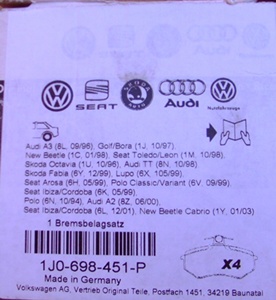 SEAT
Audi
Nutzfahrzeuge
Audi A3 (8L, 09/96), Golf/Bora (1J, 10/97),
New Beetle (1C, 01/98) Seat Toledo/Leon (1M, 10/98)
Skoda Octavia (1U, 10/96), Audi TT (8N, 10/98)
Skoda Fabia (6Y, 12/99), Lupo (6X, 105/99)
Seat Arosa (6H, 05/99), Polo Classic/Variant (6V, 09/99),
Seat Ibiza/Cordoba (6K, 05/99),
Polo (6N, 10/94), Audi A2 (8Z, 06/00),
Seat Ibiza/Cordoba (6L, 12/01), New Beetle Cabrio (1Y, 01/03)
1 Bremsbelagsatz
1J0-698-451-P
X4
Made in Germany
Volkswagen AG, Vertrieb Original Teile. Postfach 1451, 34219 Baunatal